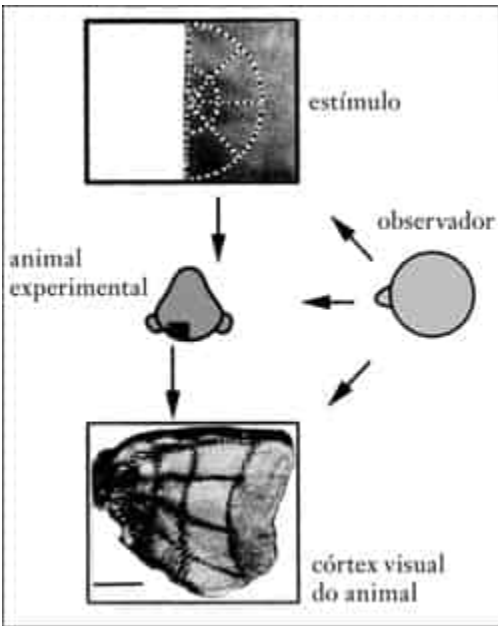 estímulo
observador
animal
experimental
córtex visual
do animal